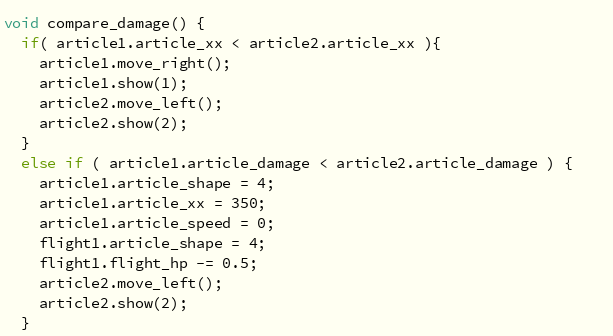 void compare_damage() {
  if( article1.article_xx < article2.article_xx ){
    article1.move_right();
    article1.show(1);
    article2.move_left();
    article2.show(2);
  }
  else if ( article1.article_damage < article2.article_damage ) {
    article1.article_shape = 4;
    article1.article_xx = 350;
    article1.article_speed = 0;
    flight1.article_shape = 4;
    flight1.flight_hp -= 0.5;
    article2.move_left();
    article2.show(2);
  }